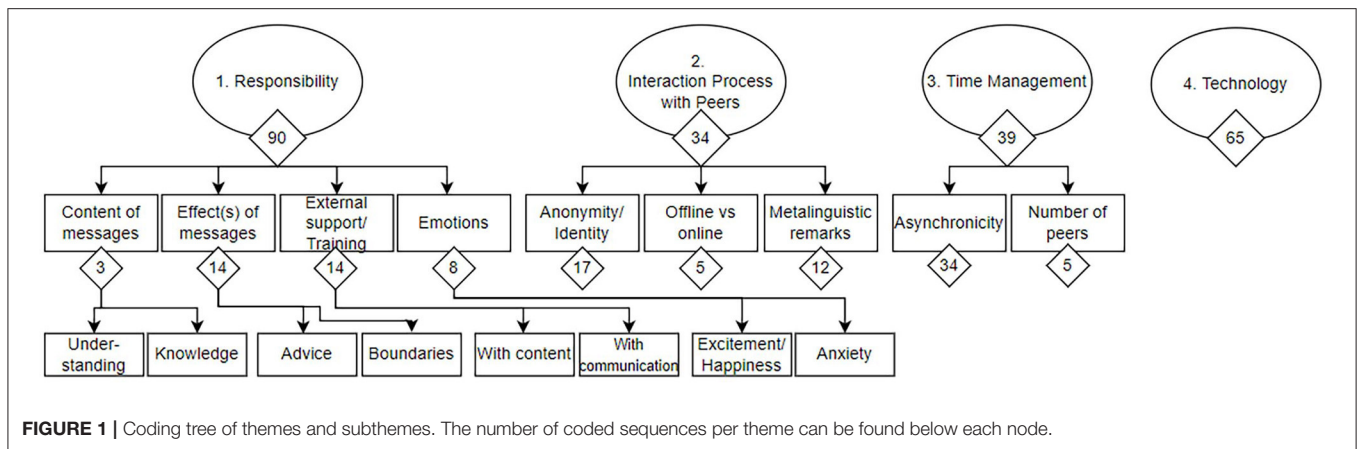 1. Responsibility
90
2.
Interaction Process
with Peers
34
3. Time Management
39
4. Technology
65
Content of
messages
3
Effect(s) of
messages
14
External
support/
Training
14
Emotions
8
Anonymity/
Identity
17
Offline vs
online
5
Metalinguistic
remarks
12
Asynchronicity
34
Number of
peers
5
Under-
standing
Knowledge
Advice
Boundaries
With content
With
communication
Excitement/
Happiness
Anxiety
FIGURE 1 | Coding tree of themes and subthemes. The number of coded sequences per theme can be found below each node.